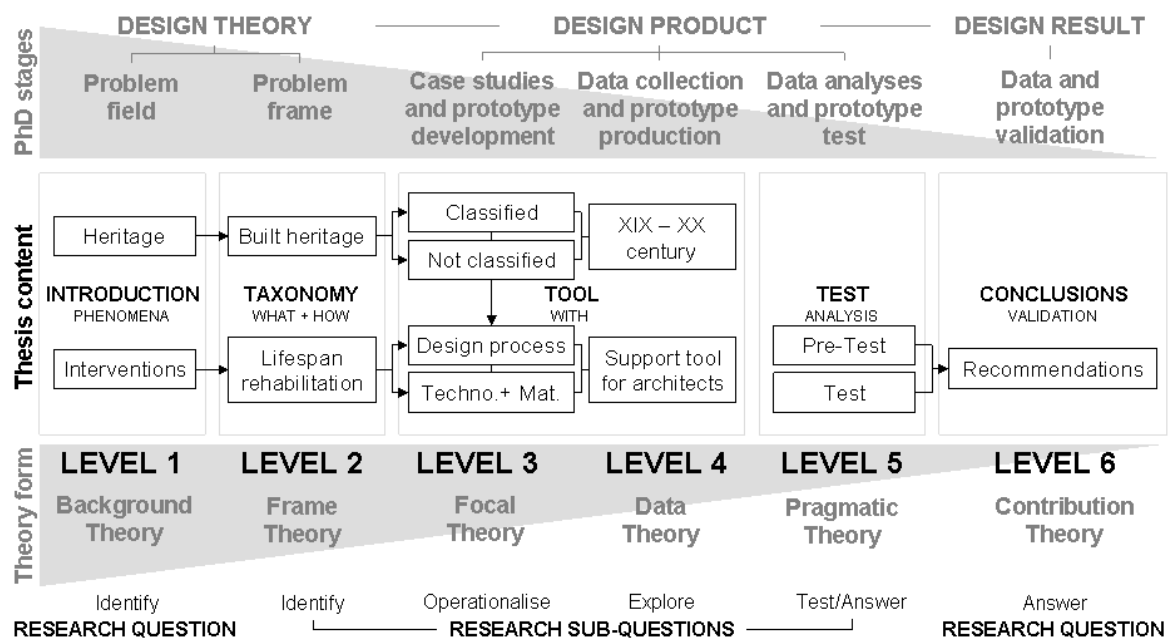 DESIGN THEORY
DESIGN PRODUCT
DESIGN RESULT
PhD stages
Problem
field
Problem
frame
Case studies
and prototype
development
Data collection
and prototype
production
Data analyses
and prototype
test
Data and
prototype
validation
Thesis content
Heritage
Built heritage
Classified
Not classified
XIX – XX
century
INTRODUCTION
PHENOMENA
TAXONOMY
WHAT + HOW
TOOL
WITH
TEST
ANALYSIS
CONCLUSIONS
VALIDATION
Interventions
Lifespan
rehabilitation
Design process
Techno.+ Mat.
Support tool
for architects
Pre-Test
Test
Recommendations
Theory form
LEVEL 1
Background
Theory
LEVEL 2
Frame
Theory
LEVEL 3
Focal
Theory
LEVEL 4
Data
Theory
LEVEL 5
Pragmatic
Theory
LEVEL 6
Contribution
Theory
Identify
Identify
Operationalise
Explore
Test/Answer
Answer
RESEARCH QUESTION
RESEARCH SUB-QUESTIONS
RESEARCH QUESTION